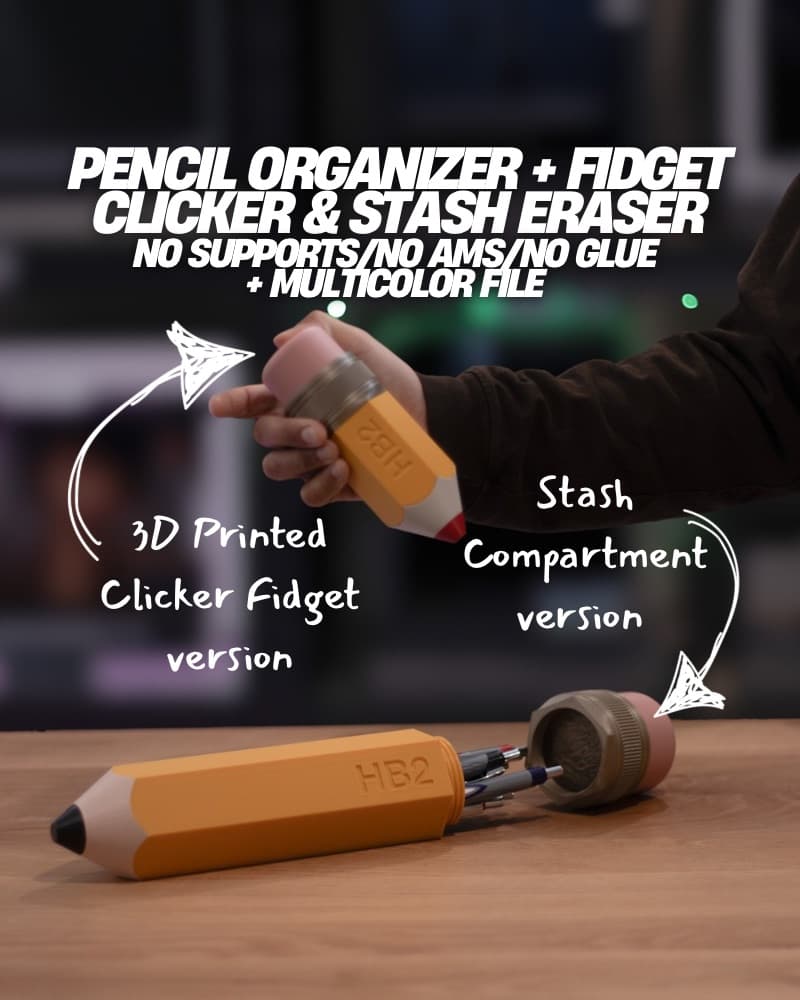 PENCIL ORGANIZER + FIDGET
CLICKER & STASH ERASER
NO SUPPORTS/NO AMS/NO GLUE
+ MULTICOLOR FILE
HB2
3D Printed
Clicker Fidget
version
Stash
Compartment
version
HB2